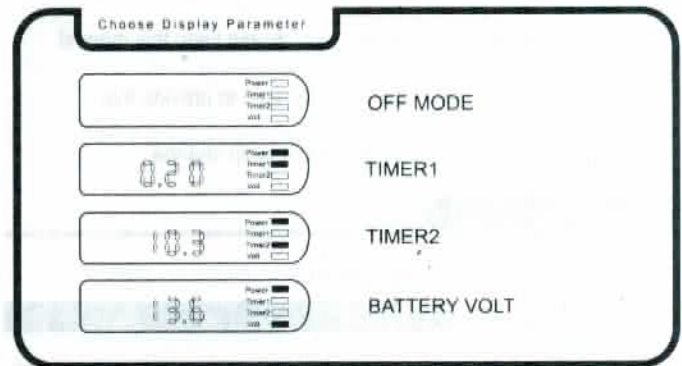 Choose Display Parameter
Power
Timer1
Timer2
Volt
OFF MODE
0.20
Power
Timer1
Timer2
Volt
TIMER1
10.3
Power
Timer1
Timer2
Volt
TIMER2
13.6
Power
Timer1
Timer2
Volt
BATTERY VOLT